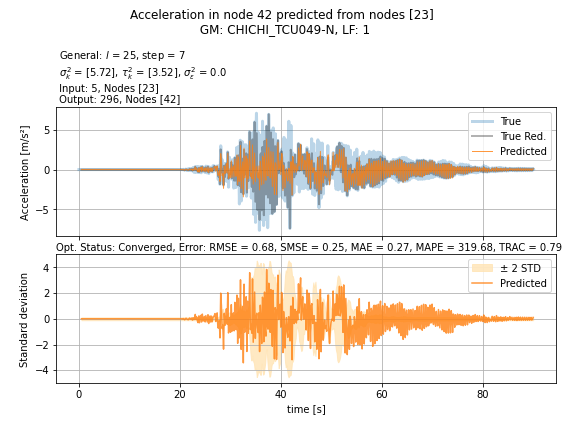 Acceleration in node 42 predicted from nodes [23]
GM: CHICHI_TCU049-N, LF: 1
General: l = 25, step = 7
σ²ₖ = [5.72], τ²ₖ = [3.52], σ²ε = 0.0
Input: 5, Nodes [23]
Output: 296, Nodes [42]
True
True Red.
Predicted
Acceleration [m/s²]
5
0
−5
Opt. Status: Converged, Error: RMSE = 0.68, SMSE = 0.25, MAE = 0.27, MAPE = 319.68, TRAC = 0.79
± 2 STD
Predicted
Standard deviation
4
2
0
−2
−4
0 20 40 60 80
time [s]